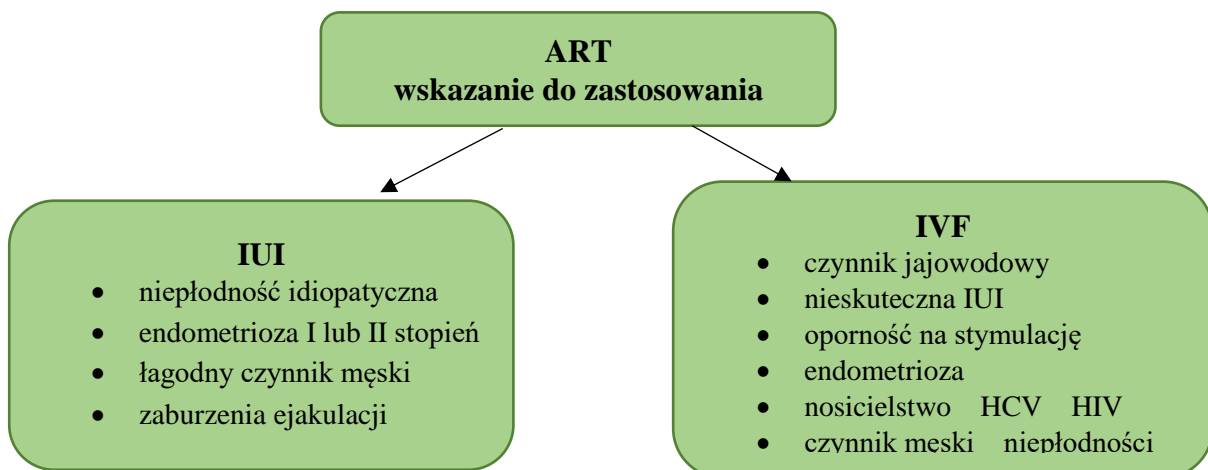 ART
wskazanie do zastosowania
IUI
• niepłodność idiopatyczna
• endometrioza I lub II stopień
• łagodny czynnik męski
• zaburzenia ejakulacji
IVF
• czynnik jajowodowy
• nieskuteczna IUI
• oporność na stymulację
• endometrioza
• nosicielstwo HCV HIV
• czynnik męski niepłodności